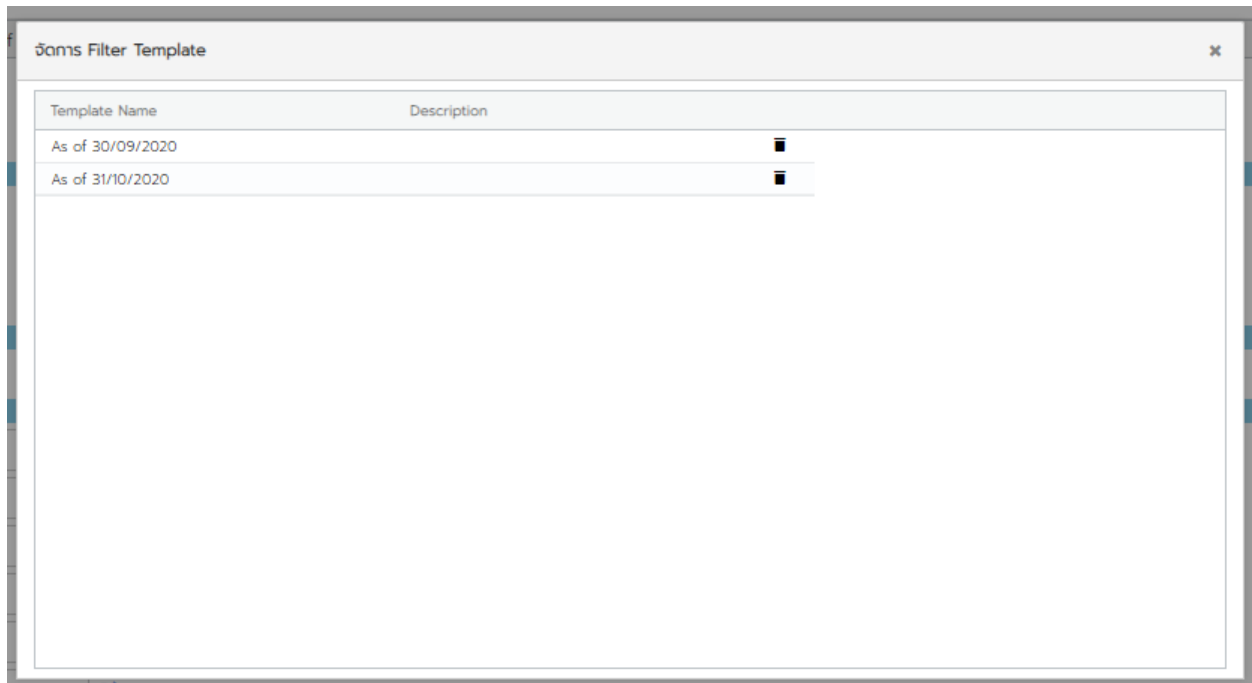 จัดการ Filter Template
Template Name Description
As of 30/09/2020
As of 31/10/2020